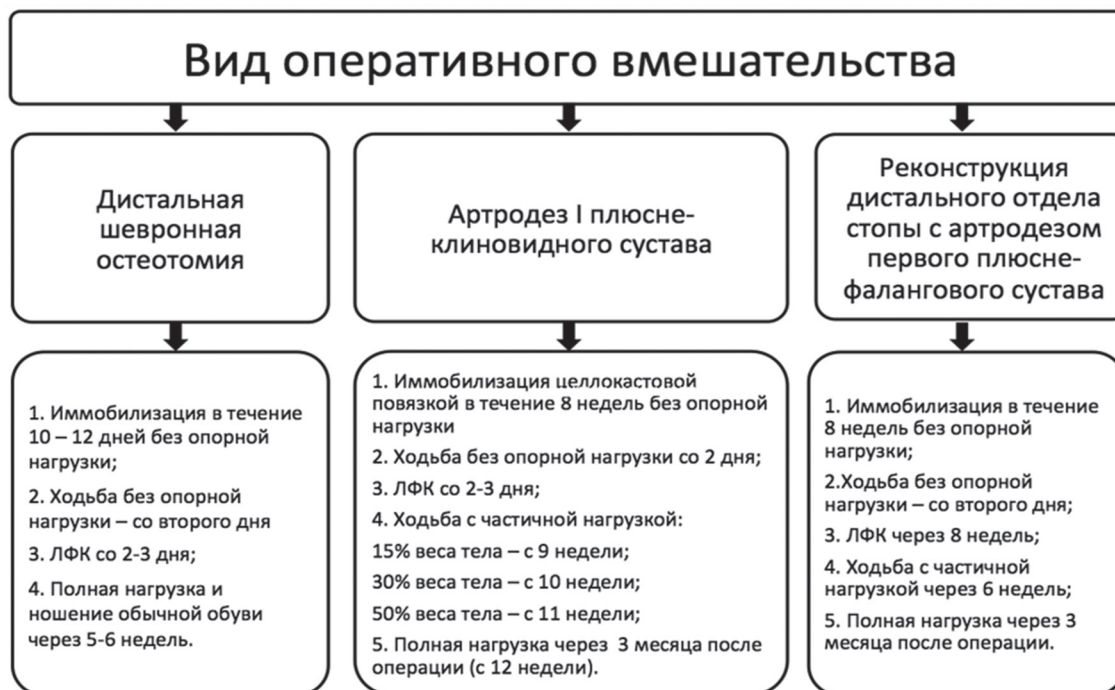 Вид оперативного вмешательства
Дистальная
шевронная
остеотомия
Артродез I плюсне-
клиновидного сустава
Реконструкция
дистального отдела
стопы с артродезом
первого плюсне-
фалангового сустава
1. Иммобилизация в течение
10 – 12 дней без опорной
нагрузки;
2. Ходьба без опорной
нагрузки – со второго дня
3. ЛФК со 2-3 дня;
4. Полная нагрузка и
ношение обычной обуви
через 5-6 недель.
1. Иммобилизация целлокастовой
повязкой в течение 8 недель без опорной
нагрузки
2. Ходьба без опорной нагрузки со 2 дня;
3. ЛФК со 2-3 дня;
4. Ходьба с частичной нагрузкой:
15% веса тела – с 9 недели;
30% веса тела – с 10 недели;
50% веса тела – с 11 недели;
5. Полная нагрузка через 3 месяца после
операции (с 12 недели).
1. Иммобилизация в течение
8 недель без опорной
нагрузки;
2.Ходьба без опорной
нагрузки – со второго дня;
3. ЛФК через 8 недель;
4. Ходьба с частичной
нагрузкой через 6 недель;
5. Полная нагрузка через 3
месяца после операции.